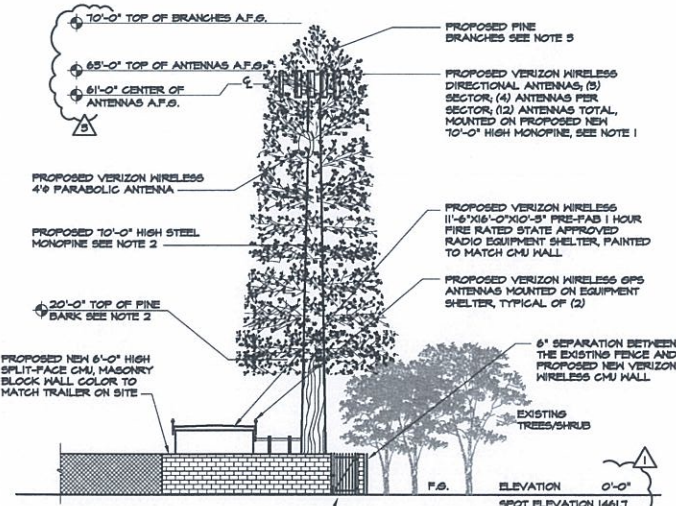 70'-0" TOP OF BRANCHES A.F.G.
65'-0" TOP OF ANTENNAS A.F.G.
61'-0" CENTER OF
ANTENNAS A.F.G.
3
PROPOSED VERIZON WIRELESS
4'Φ PARABOLIC ANTENNA
PROPOSED 70'-0" HIGH STEEL
MONOPINE SEE NOTE 2
20'-0" TOP OF PINE
BARK SEE NOTE 2
PROPOSED NEW 6'-0" HIGH
SPLIT-FACE CMU, MASONRY
BLOCK WALL COLOR TO
MATCH TRAILER ON SITE
PROPOSED PINE
BRANCHES SEE NOTE 5
PROPOSED VERIZON WIRELESS
DIRECTIONAL ANTENNAS; (3)
SECTOR; (4) ANTENNAS PER
SECTOR; (12) ANTENNAS TOTAL,
MOUNTED ON PROPOSED NEW
70'-0" HIGH MONOPINE, SEE NOTE 1
PROPOSED VERIZON WIRELESS
11'-6"X16'-0"X10'-5" PRE-FAB 1 HOUR
FIRE RATED STATE APPROVED
RADIO EQUIPMENT SHELTER, PAINTED
TO MATCH CMU WALL
PROPOSED VERIZON WIRELESS GPS
ANTENNAS MOUNTED ON EQUIPMENT
SHELTER, TYPICAL OF (2)
6" SEPARATION BETWEEN
THE EXISTING FENCE AND
PROPOSED NEW VERIZON
WIRELESS CMU WALL
EXISTING
TREES/SHRUB
1
F.G. ELEVATION 0'-0"
SPOT ELEVATION 1461.7